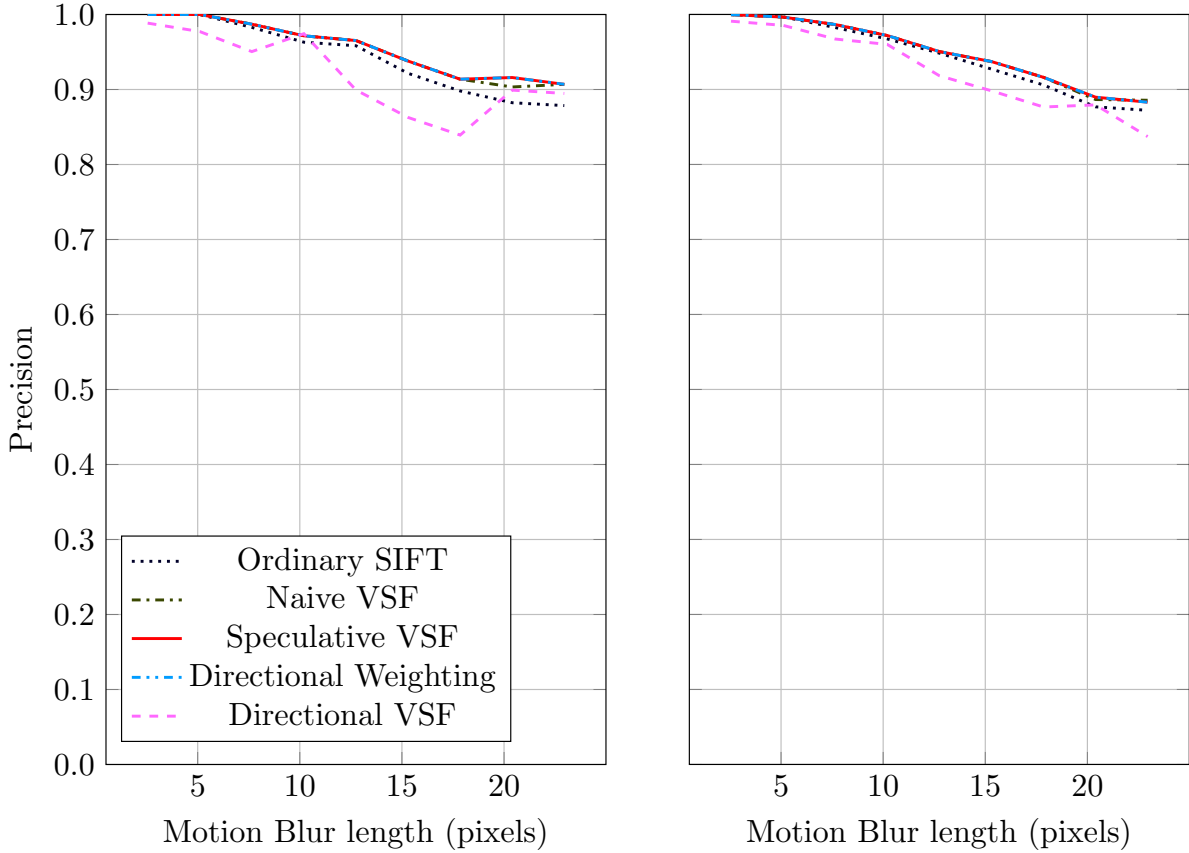 1.0
0.9
0.8
0.7
0.6
0.5
0.4
0.3
0.2
0.1
0.0
Precision
Ordinary SIFT
Naive VSF
Speculative VSF
Directional Weighting
Directional VSF
5 10 15 20
Motion Blur length (pixels)
5 10 15 20
Motion Blur length (pixels)